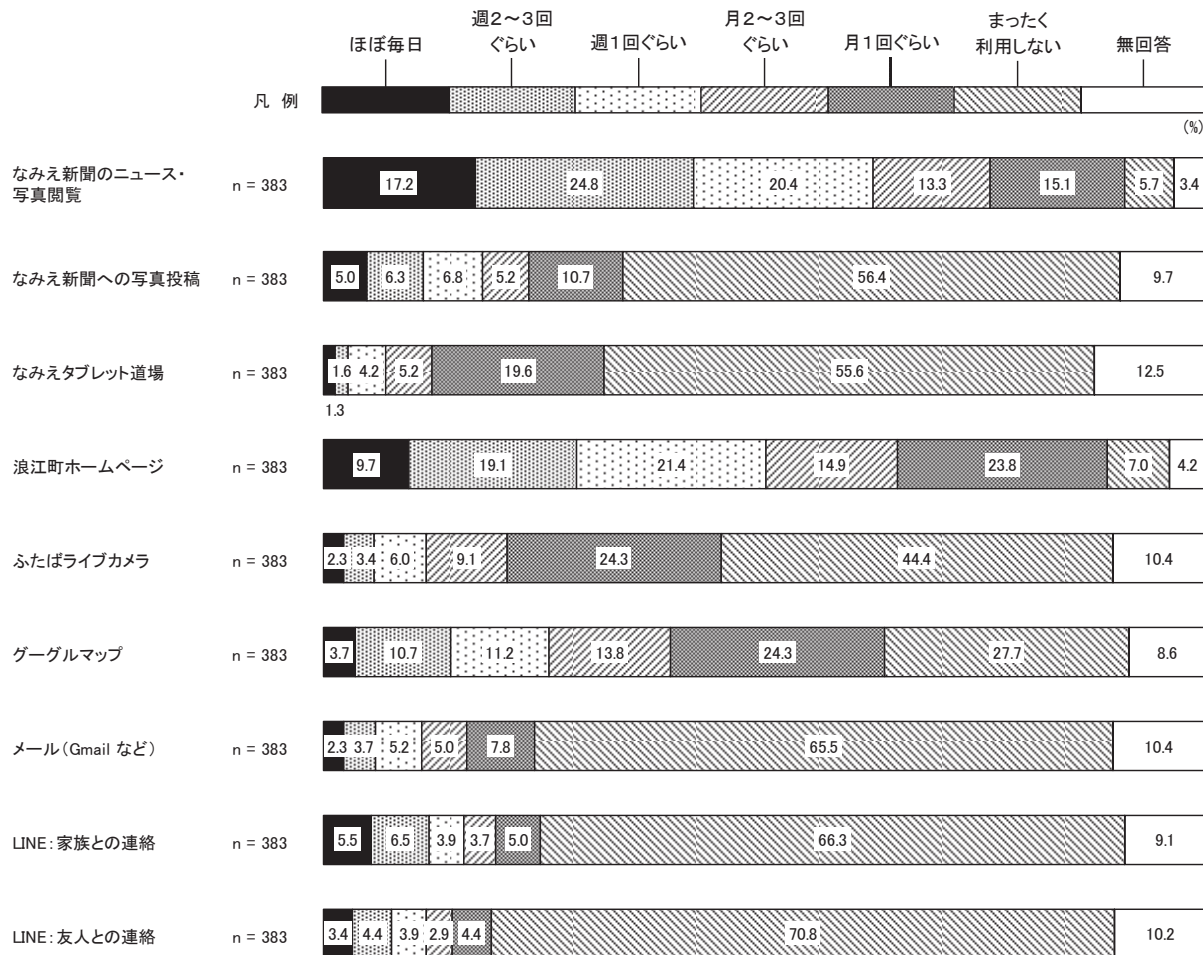 ほぼ毎日
週2~3回
ぐらい
週1回ぐらい
月2~3回
ぐらい
月1回ぐらい
まったく
利用しない
無回答
凡 例
(%)
なみえ新聞のニュース・
写真閲覧
n = 383
17.2 24.8 20.4 13.3 15.1 5.7 3.4
なみえ新聞への写真投稿 n = 383 5.0 6.3 6.8 5.2 10.7 56.4 9.7
なみえタブレット道場 n = 383 1.6 4.2 5.2 19.6 55.6 12.5
1.3
浪江町ホームページ n = 383 9.7 19.1 21.4 14.9 23.8 7.0 4.2
ふたばライブカメラ n = 383 2.3 3.4 6.0 9.1 24.3 44.4 10.4
グーグルマップ n = 383 3.7 10.7 11.2 13.8 24.3 27.7 8.6
メール(Gmail など) n = 383 2.3 3.7 5.2 5.0 7.8 65.5 10.4
LINE:家族との連絡 n = 383 5.5 6.5 3.9 3.7 5.0 66.3 9.1
LINE:友人との連絡 n = 383 3.4 4.4 3.9 2.9 4.4 70.8 10.2